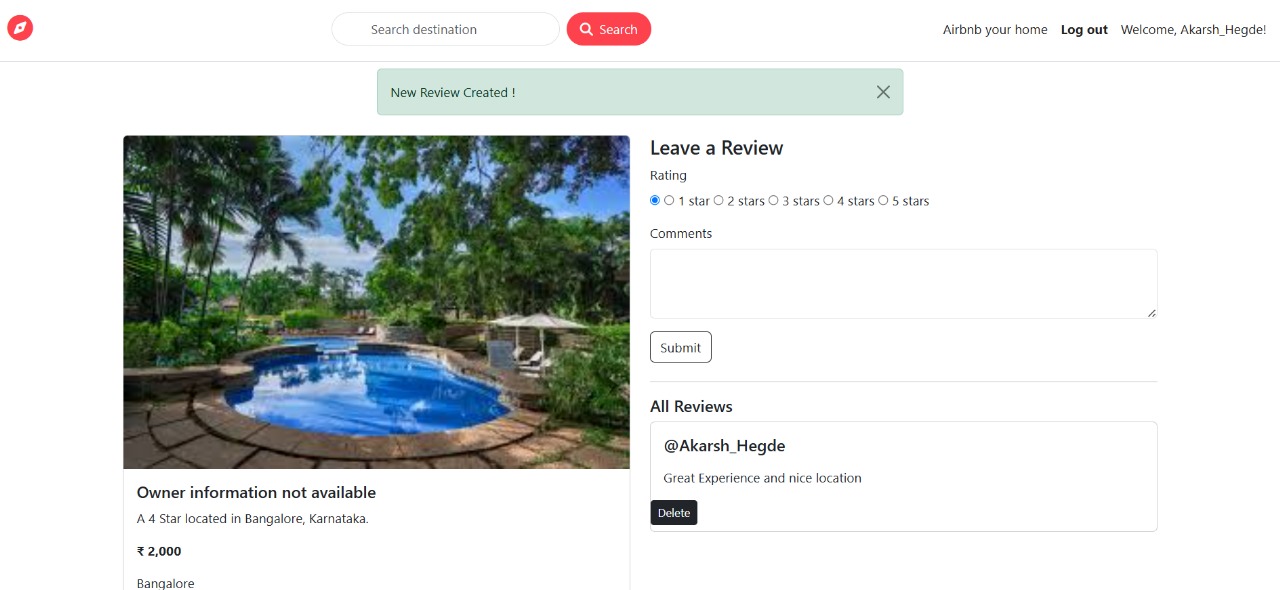 Search destination
Search
Airbnb your home Log out Welcome, Akarsh_Hegde!
New Review Created !
Owner information not available
A 4 Star located in Bangalore, Karnataka.
₹ 2,000
Bangalore
Leave a Review
Rating
1 star 2 stars 3 stars 4 stars 5 stars
Comments
Submit
All Reviews
@Akarsh_Hegde
Great Experience and nice location
Delete